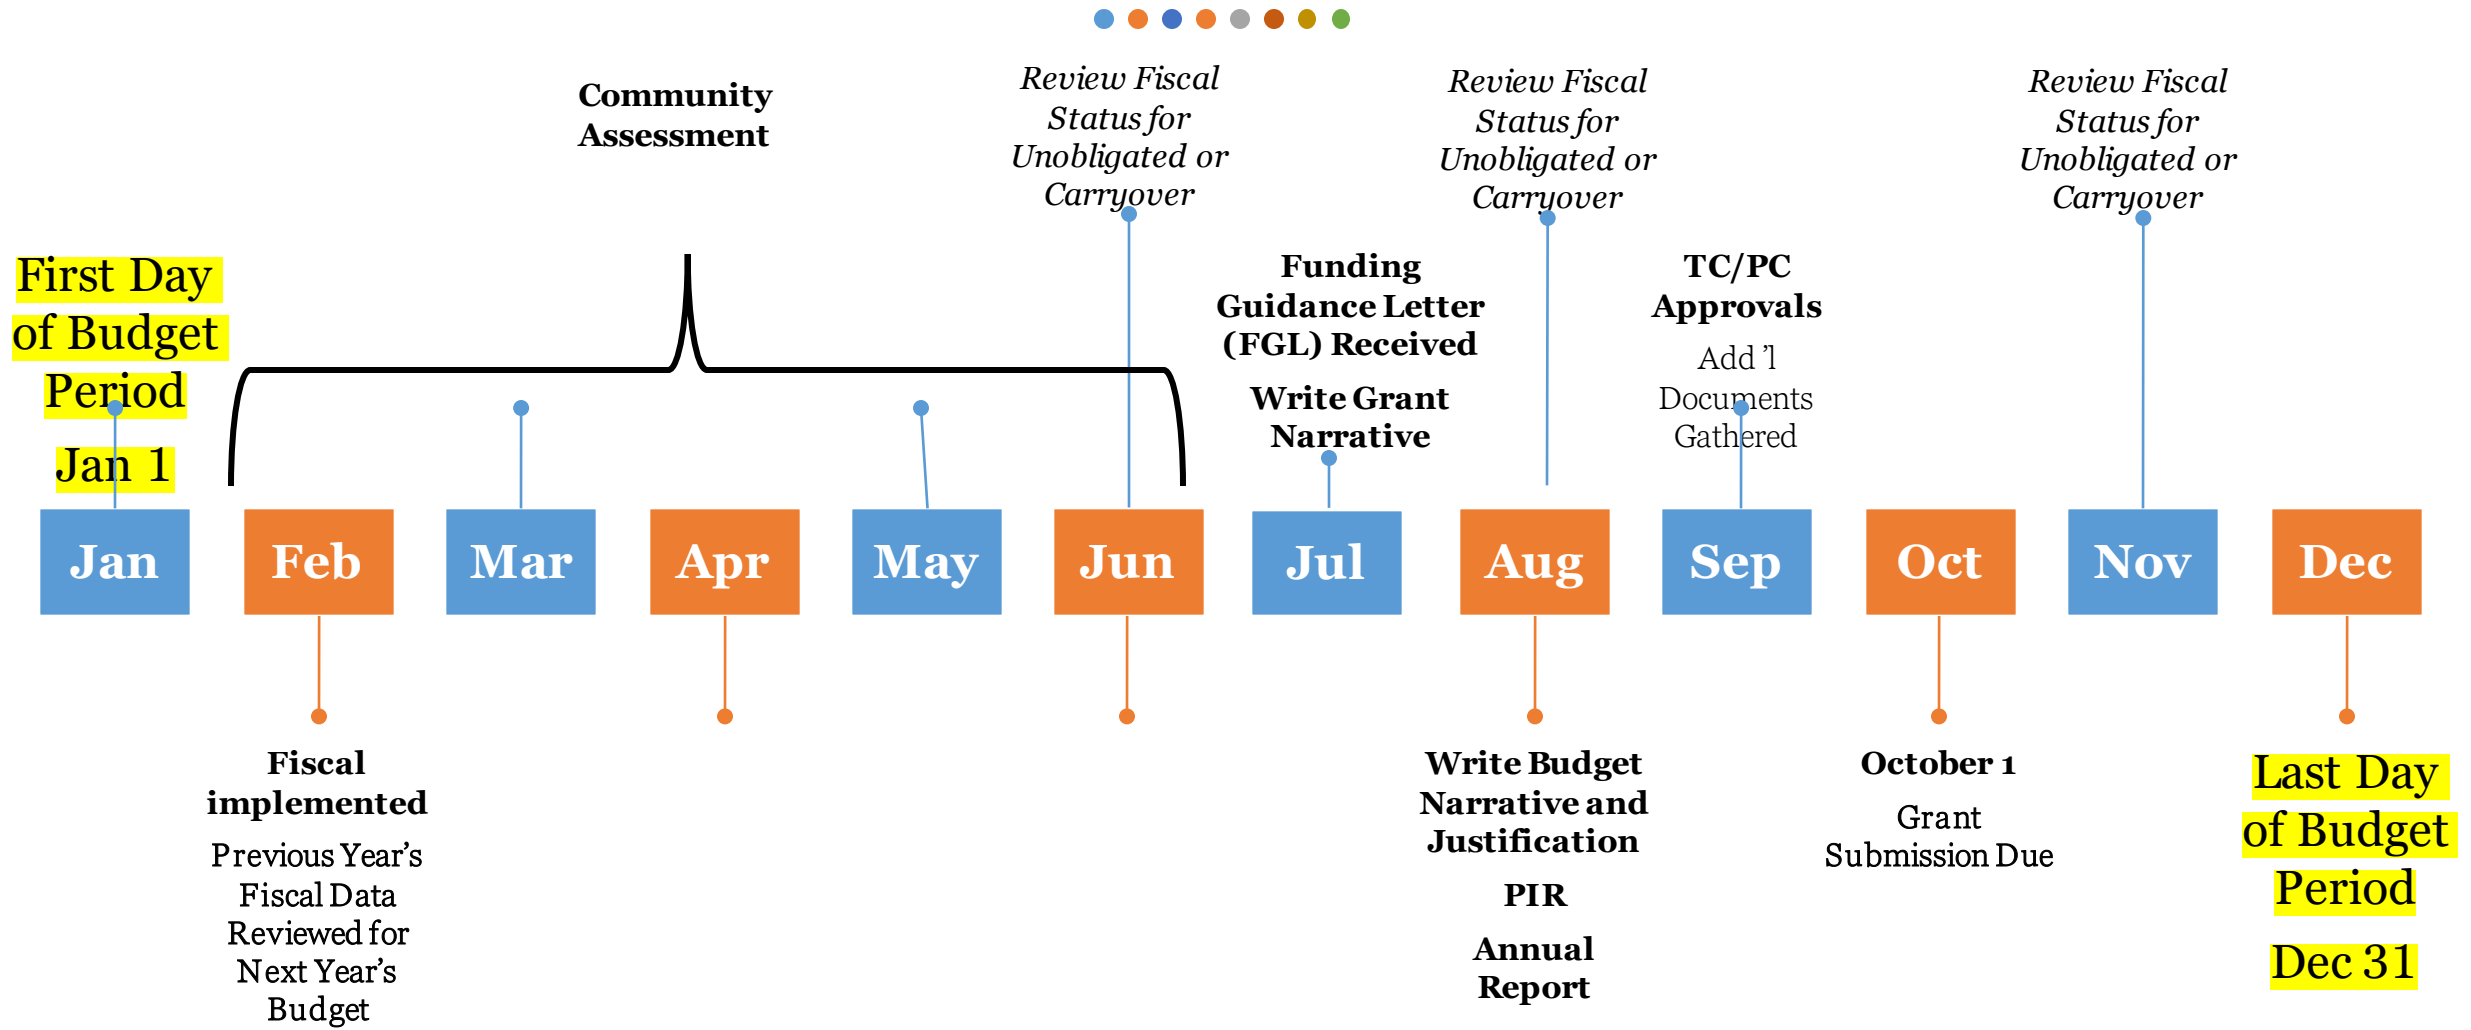 Community
Assessment
Review Fiscal
Status for
Unobligated or
Carryover
Review Fiscal
Status for
Unobligated or
Carryover
Review Fiscal
Status for
Unobligated or
Carryover
First Day
of Budget
Period
Jan 1
Funding
Guidance Letter
(FGL) Received
Write Grant
Narrative
TC/PC
Approvals
Add’l
Documents
Gathered
Jan
Feb
Mar
Apr
May
Jun
Jul
Aug
Sep
Oct
Nov
Dec
Fiscal
implemented
Previous Year’s
Fiscal Data
Reviewed for
Next Year’s
Budget
Write Budget
Narrative and
Justification
PIR
Annual
Report
October 1
Grant
Submission Due
Last Day
of Budget
Period
Dec 31